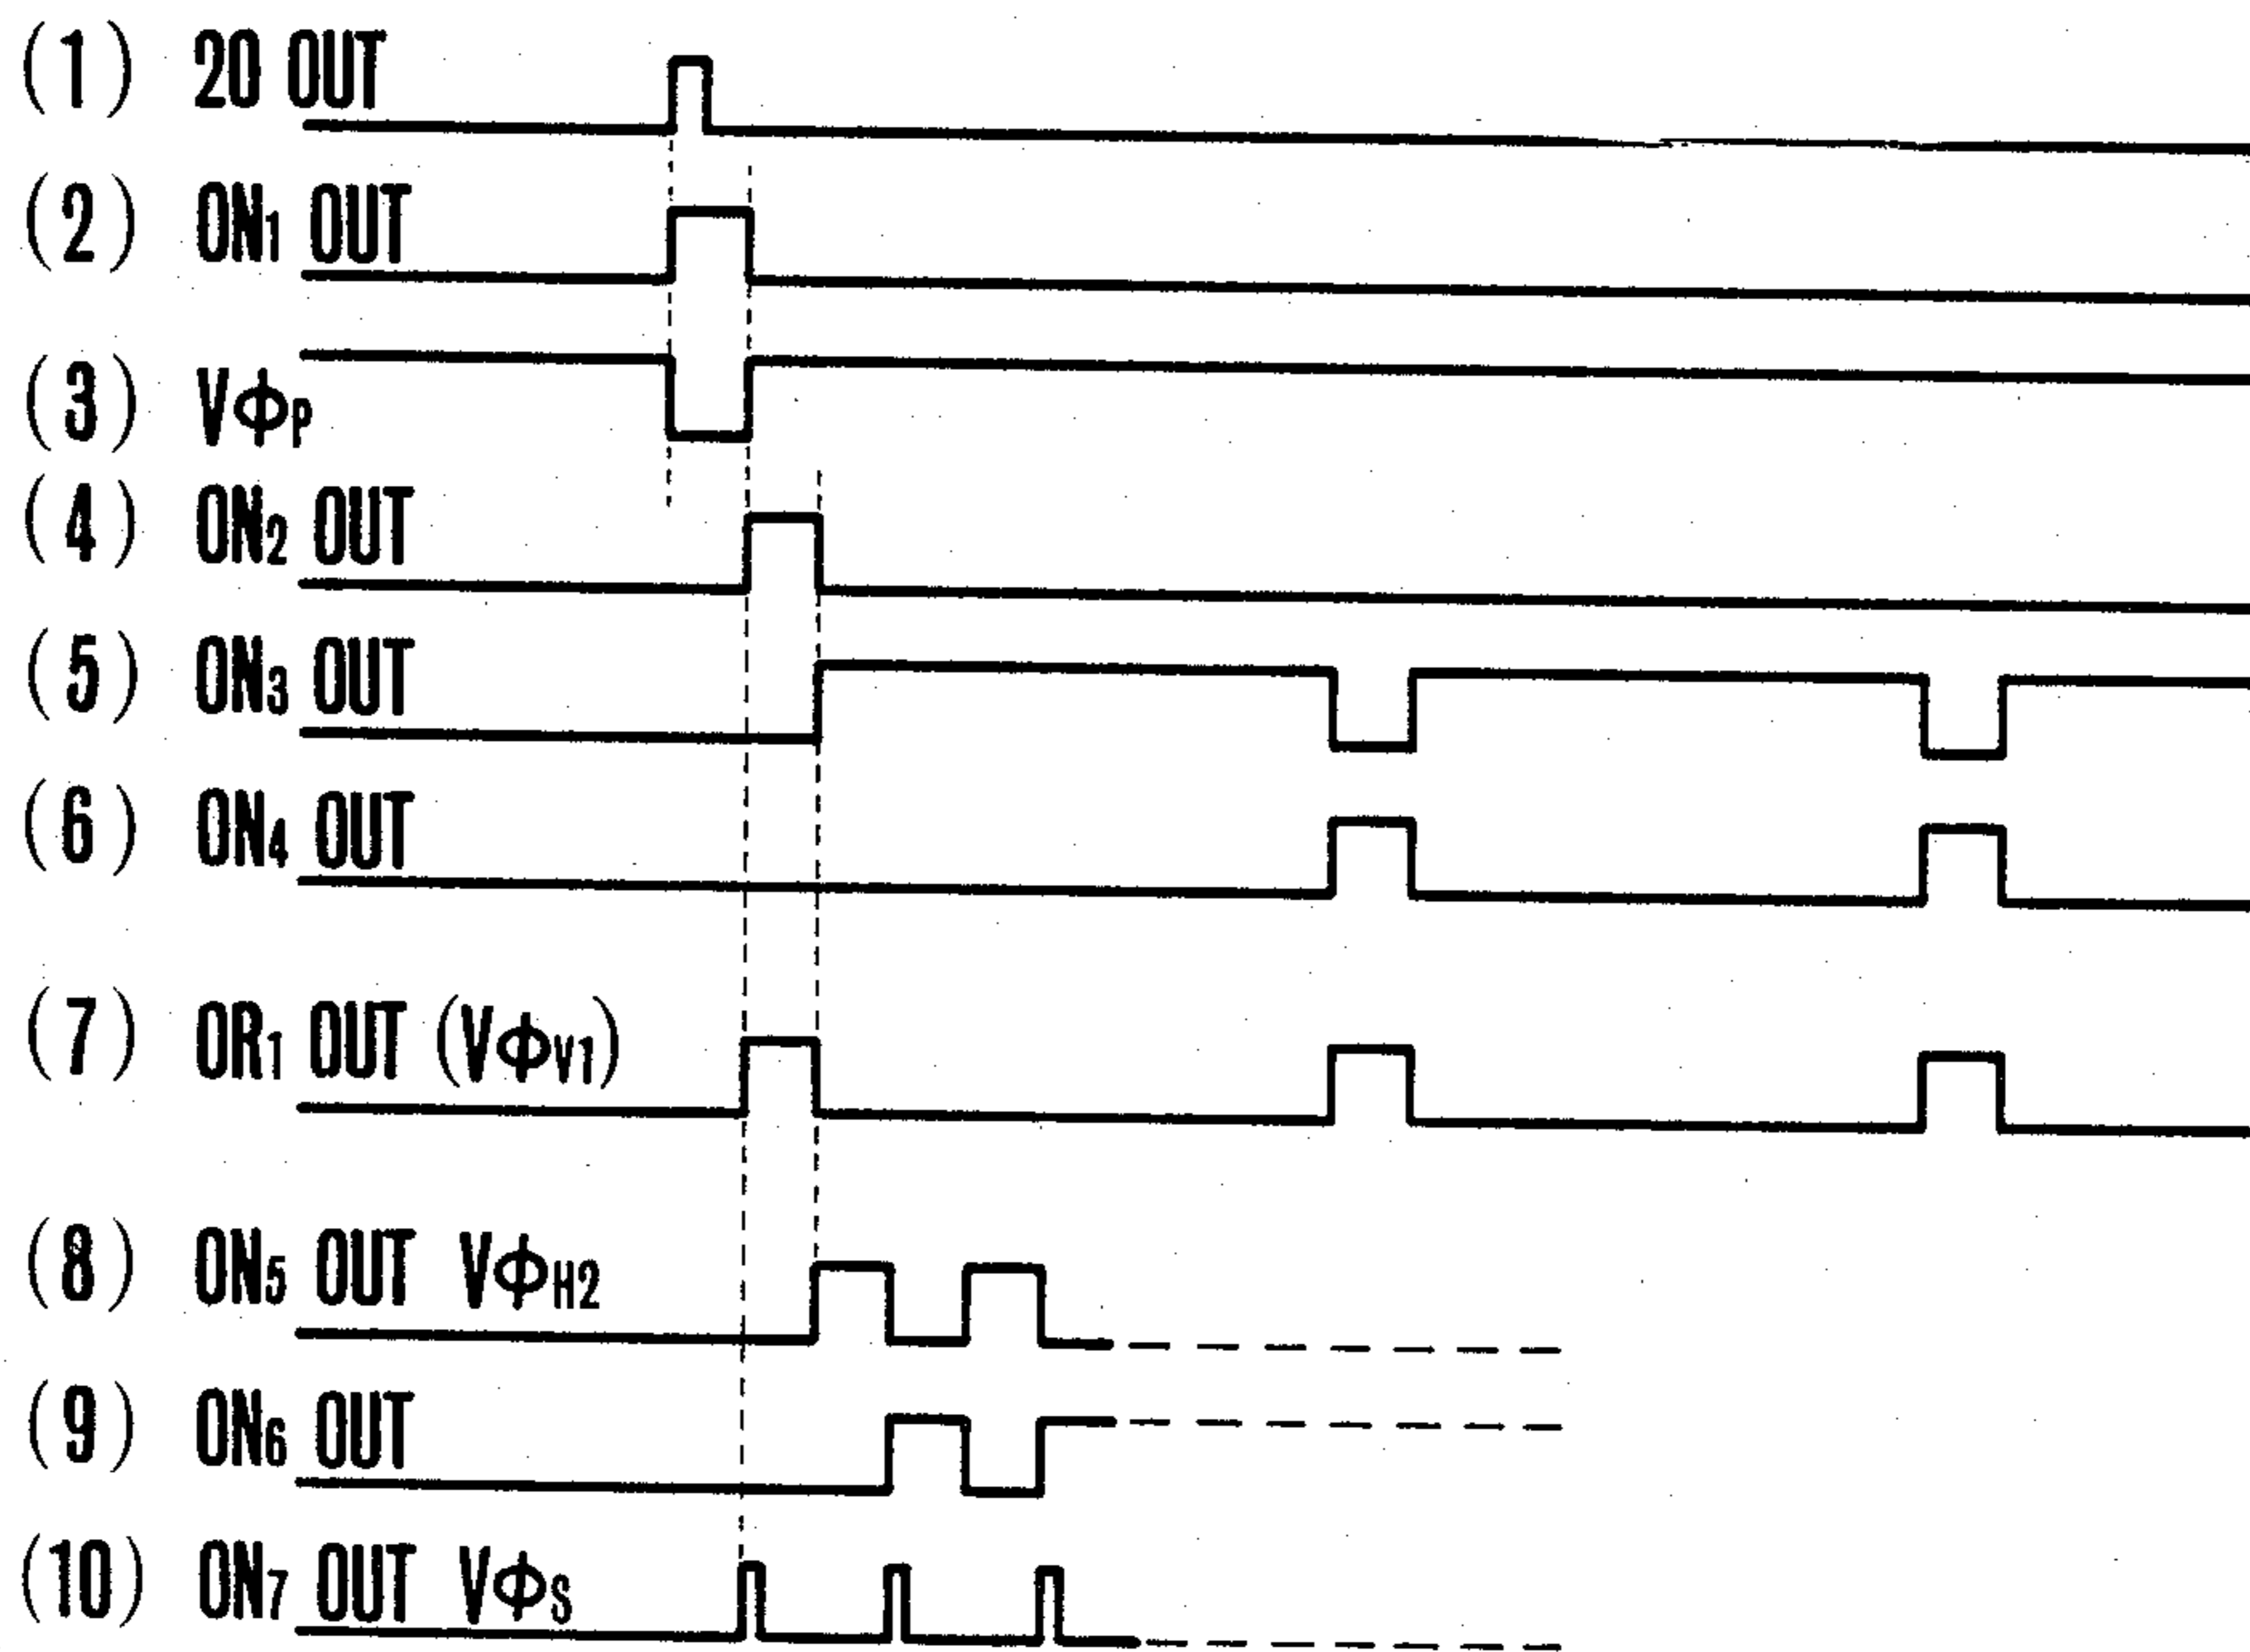 (1) 20 OUT
(2) ON1 OUT
(3) VΦP
(4) ON2 OUT
(5) ON3 OUT
(6) ON4 OUT
(7) OR1 OUT (VΦV1)
(8) ON5 OUT VΦH2
(9) ON6 OUT
(10) ON7 OUT VΦS